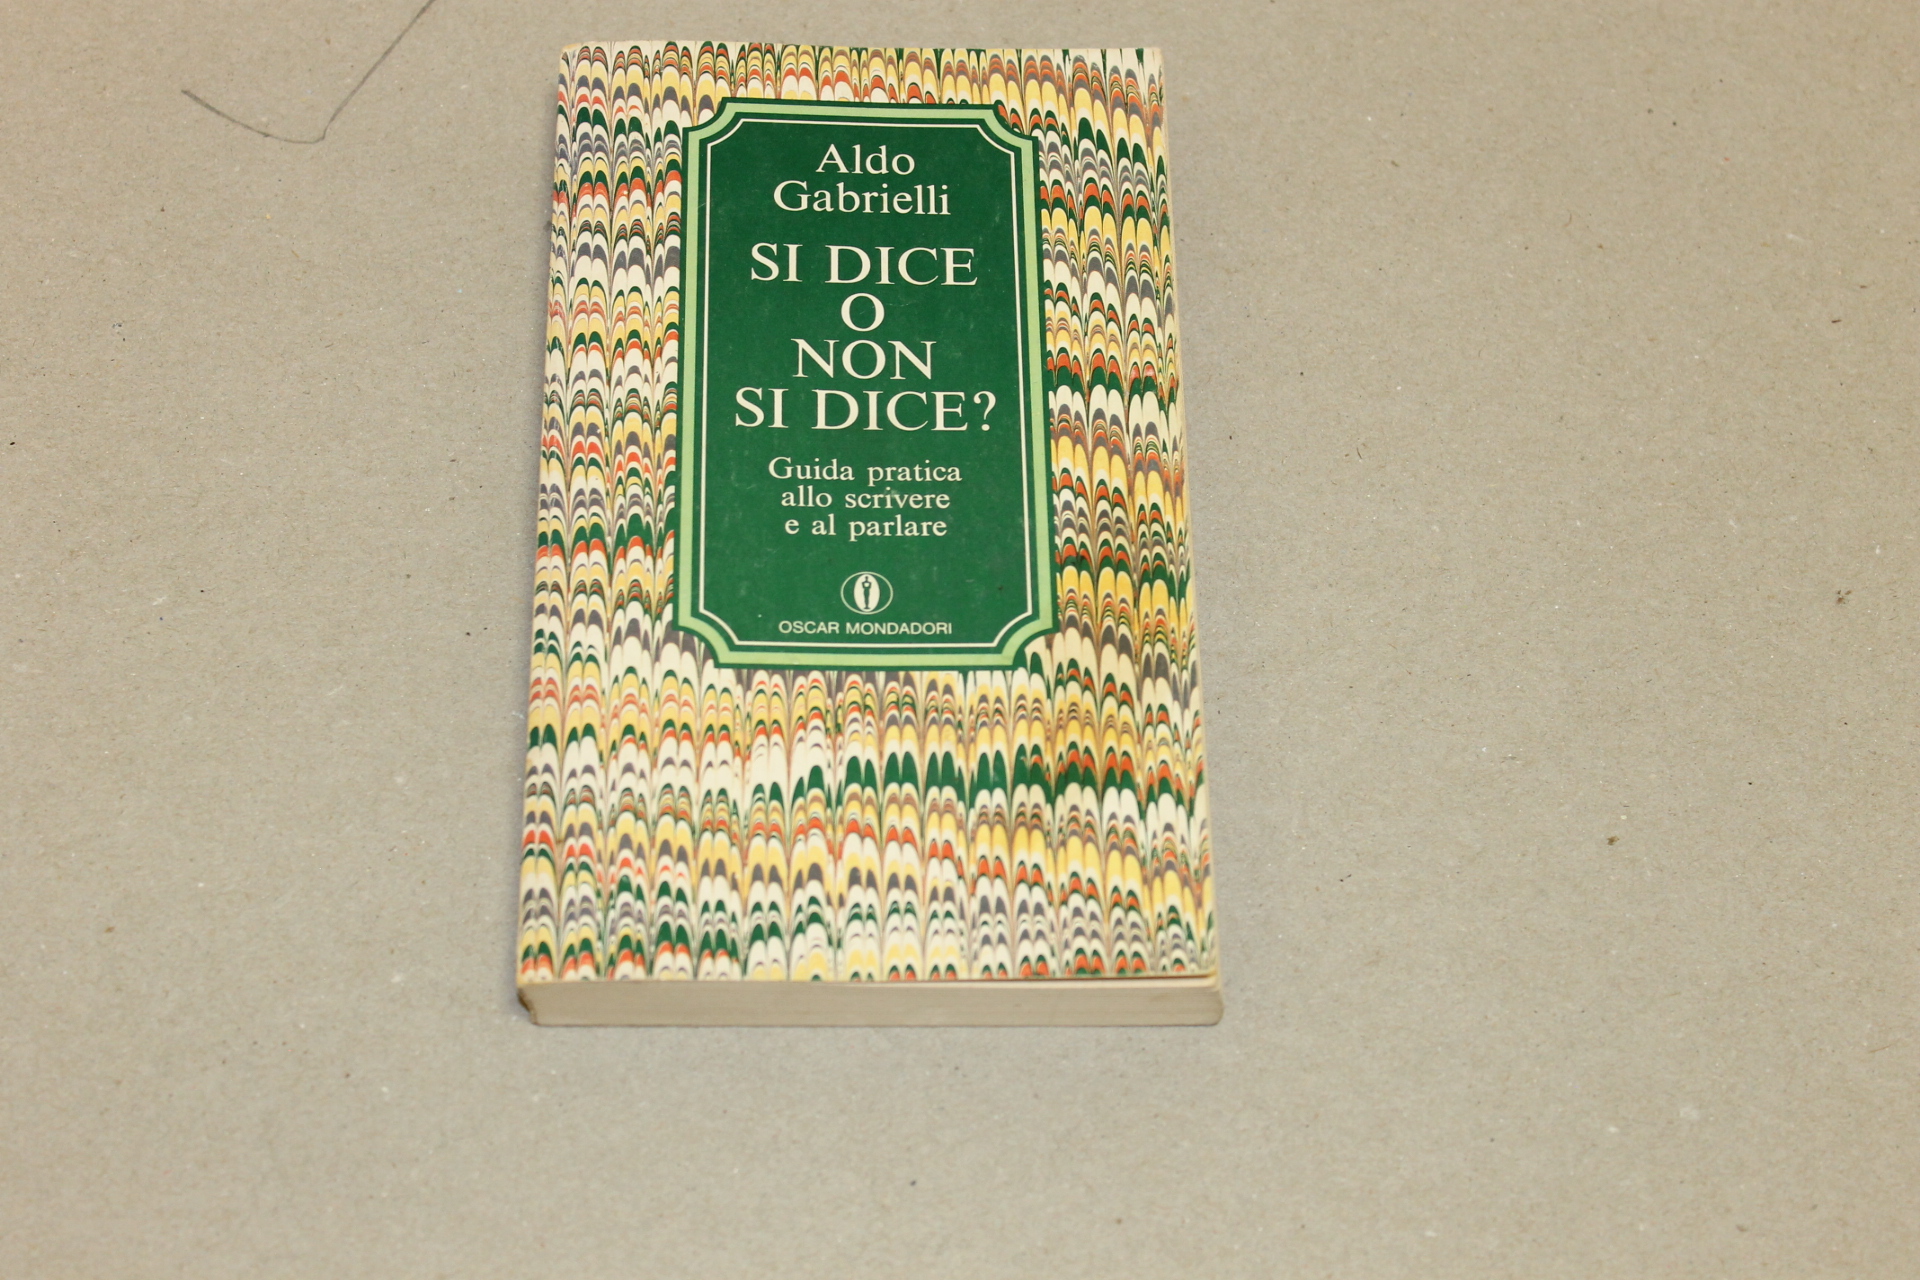 Aldo
Gabrielli
SI DICE
O
NON
SI DICE?
Guida pratica
allo scrivere
e al parlare
OSCAR MONDADORI